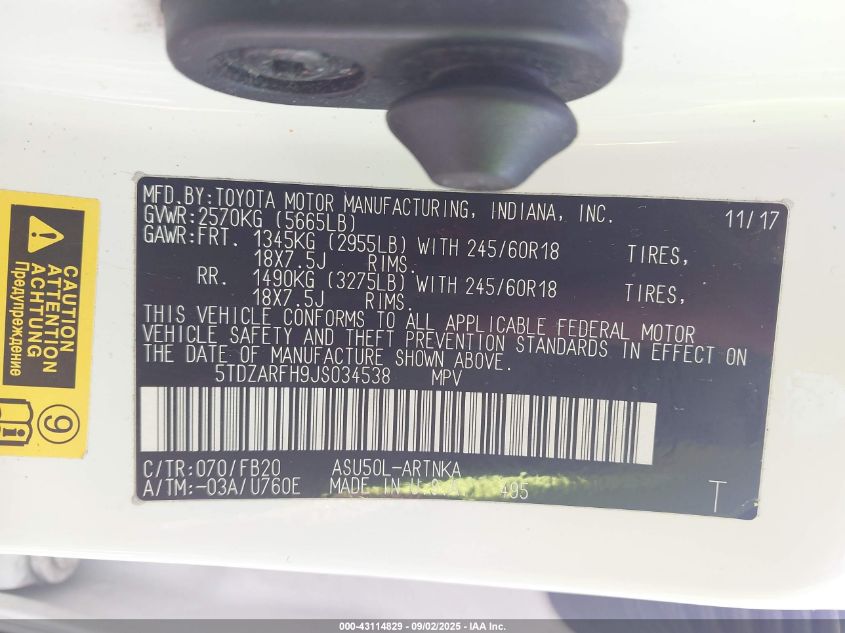 MFD.BY:TOYOTA MOTOR MANUFACTURING, INDIANA, INC. 11/17
GVWR:2570KG (5665LB)
GAWR:FRT. 1345KG (2955LB) WITH 245/60R18 TIRES,
18X7.5J RIMS.
RR. 1490KG (3275LB) WITH 245/60R18 TIRES,
18X7.5J RIMS.
THIS VEHICLE CONFORMS TO ALL APPLICABLE FEDERAL MOTOR
VEHICLE SAFETY AND THEFT PREVENTION STANDARDS IN EFFECT ON
THE DATE OF MANUFACTURE SHOWN ABOVE.
5TDZARFH9JS034538 MPV
C/TR:070/FB20 ASU50L-ARTNKA
A/TM:-03A/U760E MADE IN U.S.A. 495 T
CAUTION
ACHTUNG
Предупреждение
9
000-43114829 - 09/02/2025 - IAA Inc.